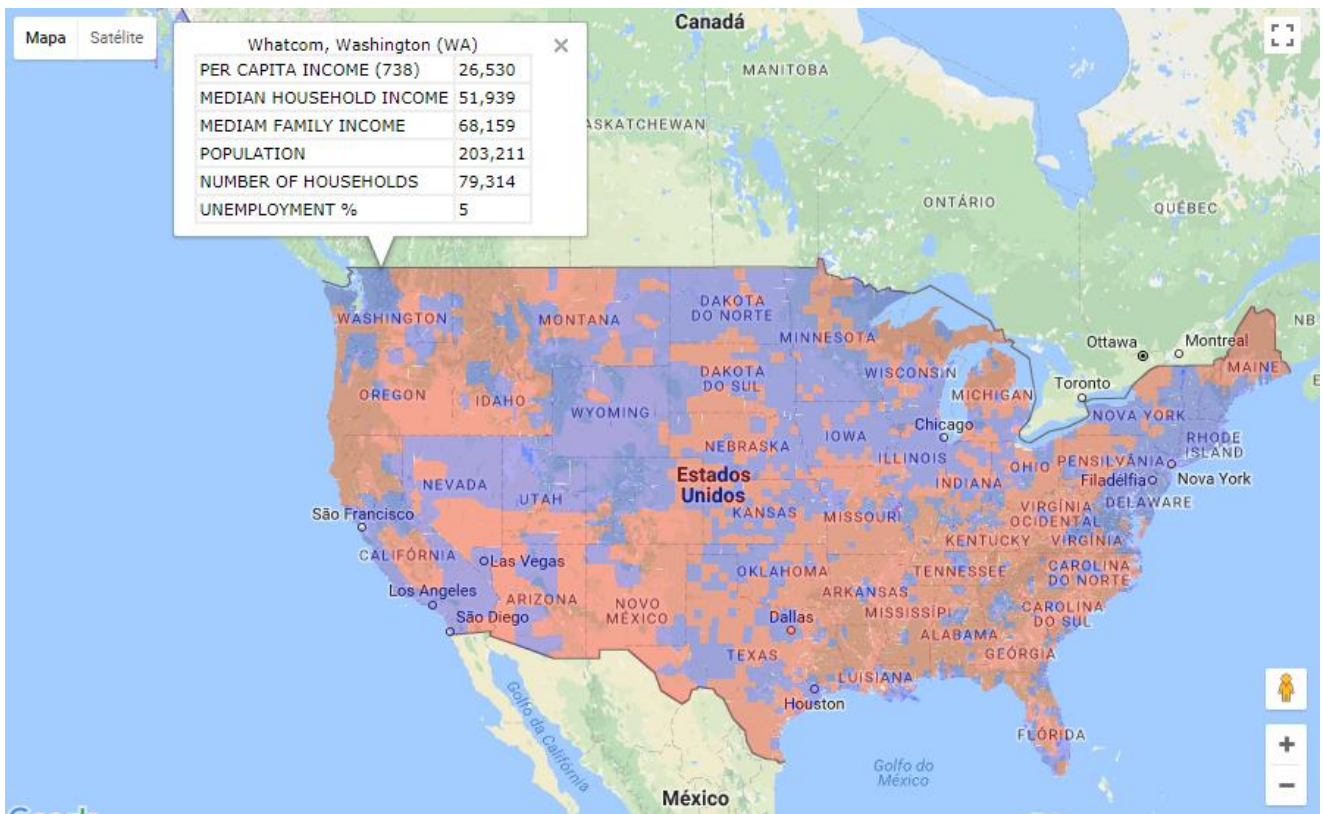 Mapa Satélite
Whatcom, Washington (WA)
PER CAPITA INCOME (738) 26,530
MEDIAN HOUSEHOLD INCOME 51,939
MEDIAM FAMILY INCOME 68,159
POPULATION 203,211
NUMBER OF HOUSEHOLDS 79,314
UNEMPLOYMENT % 5
Canadá
MANITOBA
ASKATCHEWAN
ONTÁRIO
QUÉBEC
NB
WASHINGTON
MONTANA
DAKOTA
DO NORTE
MINNESOTA
Ottawa
Montreal
MAINE
OREGON
IDAHO
WYOMING
DAKOTA
DO SUL
WISCONSIN
MICHIGAN
Toronto
NOVA YORK
Chicago
NEBRASKA
IOWA
ILLINOIS
INDIANA
OHIO
PENSILVÂNIA
RHODE
ISLAND
Nova York
Filadélfia
DELAWARE
NEVADA
UTAH
Estados
Unidos
KANSAS
MISSOURI
VIRGÍNIA
OCIDENTAL
KENTUCKY
VIRGÍNIA
São Francisco
CALIFÓRNIA
Las Vegas
OKLAHOMA
TENNESSEE
CAROLINA
DO NORTE
Los Angeles
ARIZONA
NOVO
MÉXICO
ARKANSAS
MISSISSÍPI
CAROLINA
DO SUL
São Diego
Dallas
ALABAMA
GEÓRGIA
TEXAS
LUISIANA
Houston
FLÓRIDA
Golfo da Califórnia
Golfo do
México
México